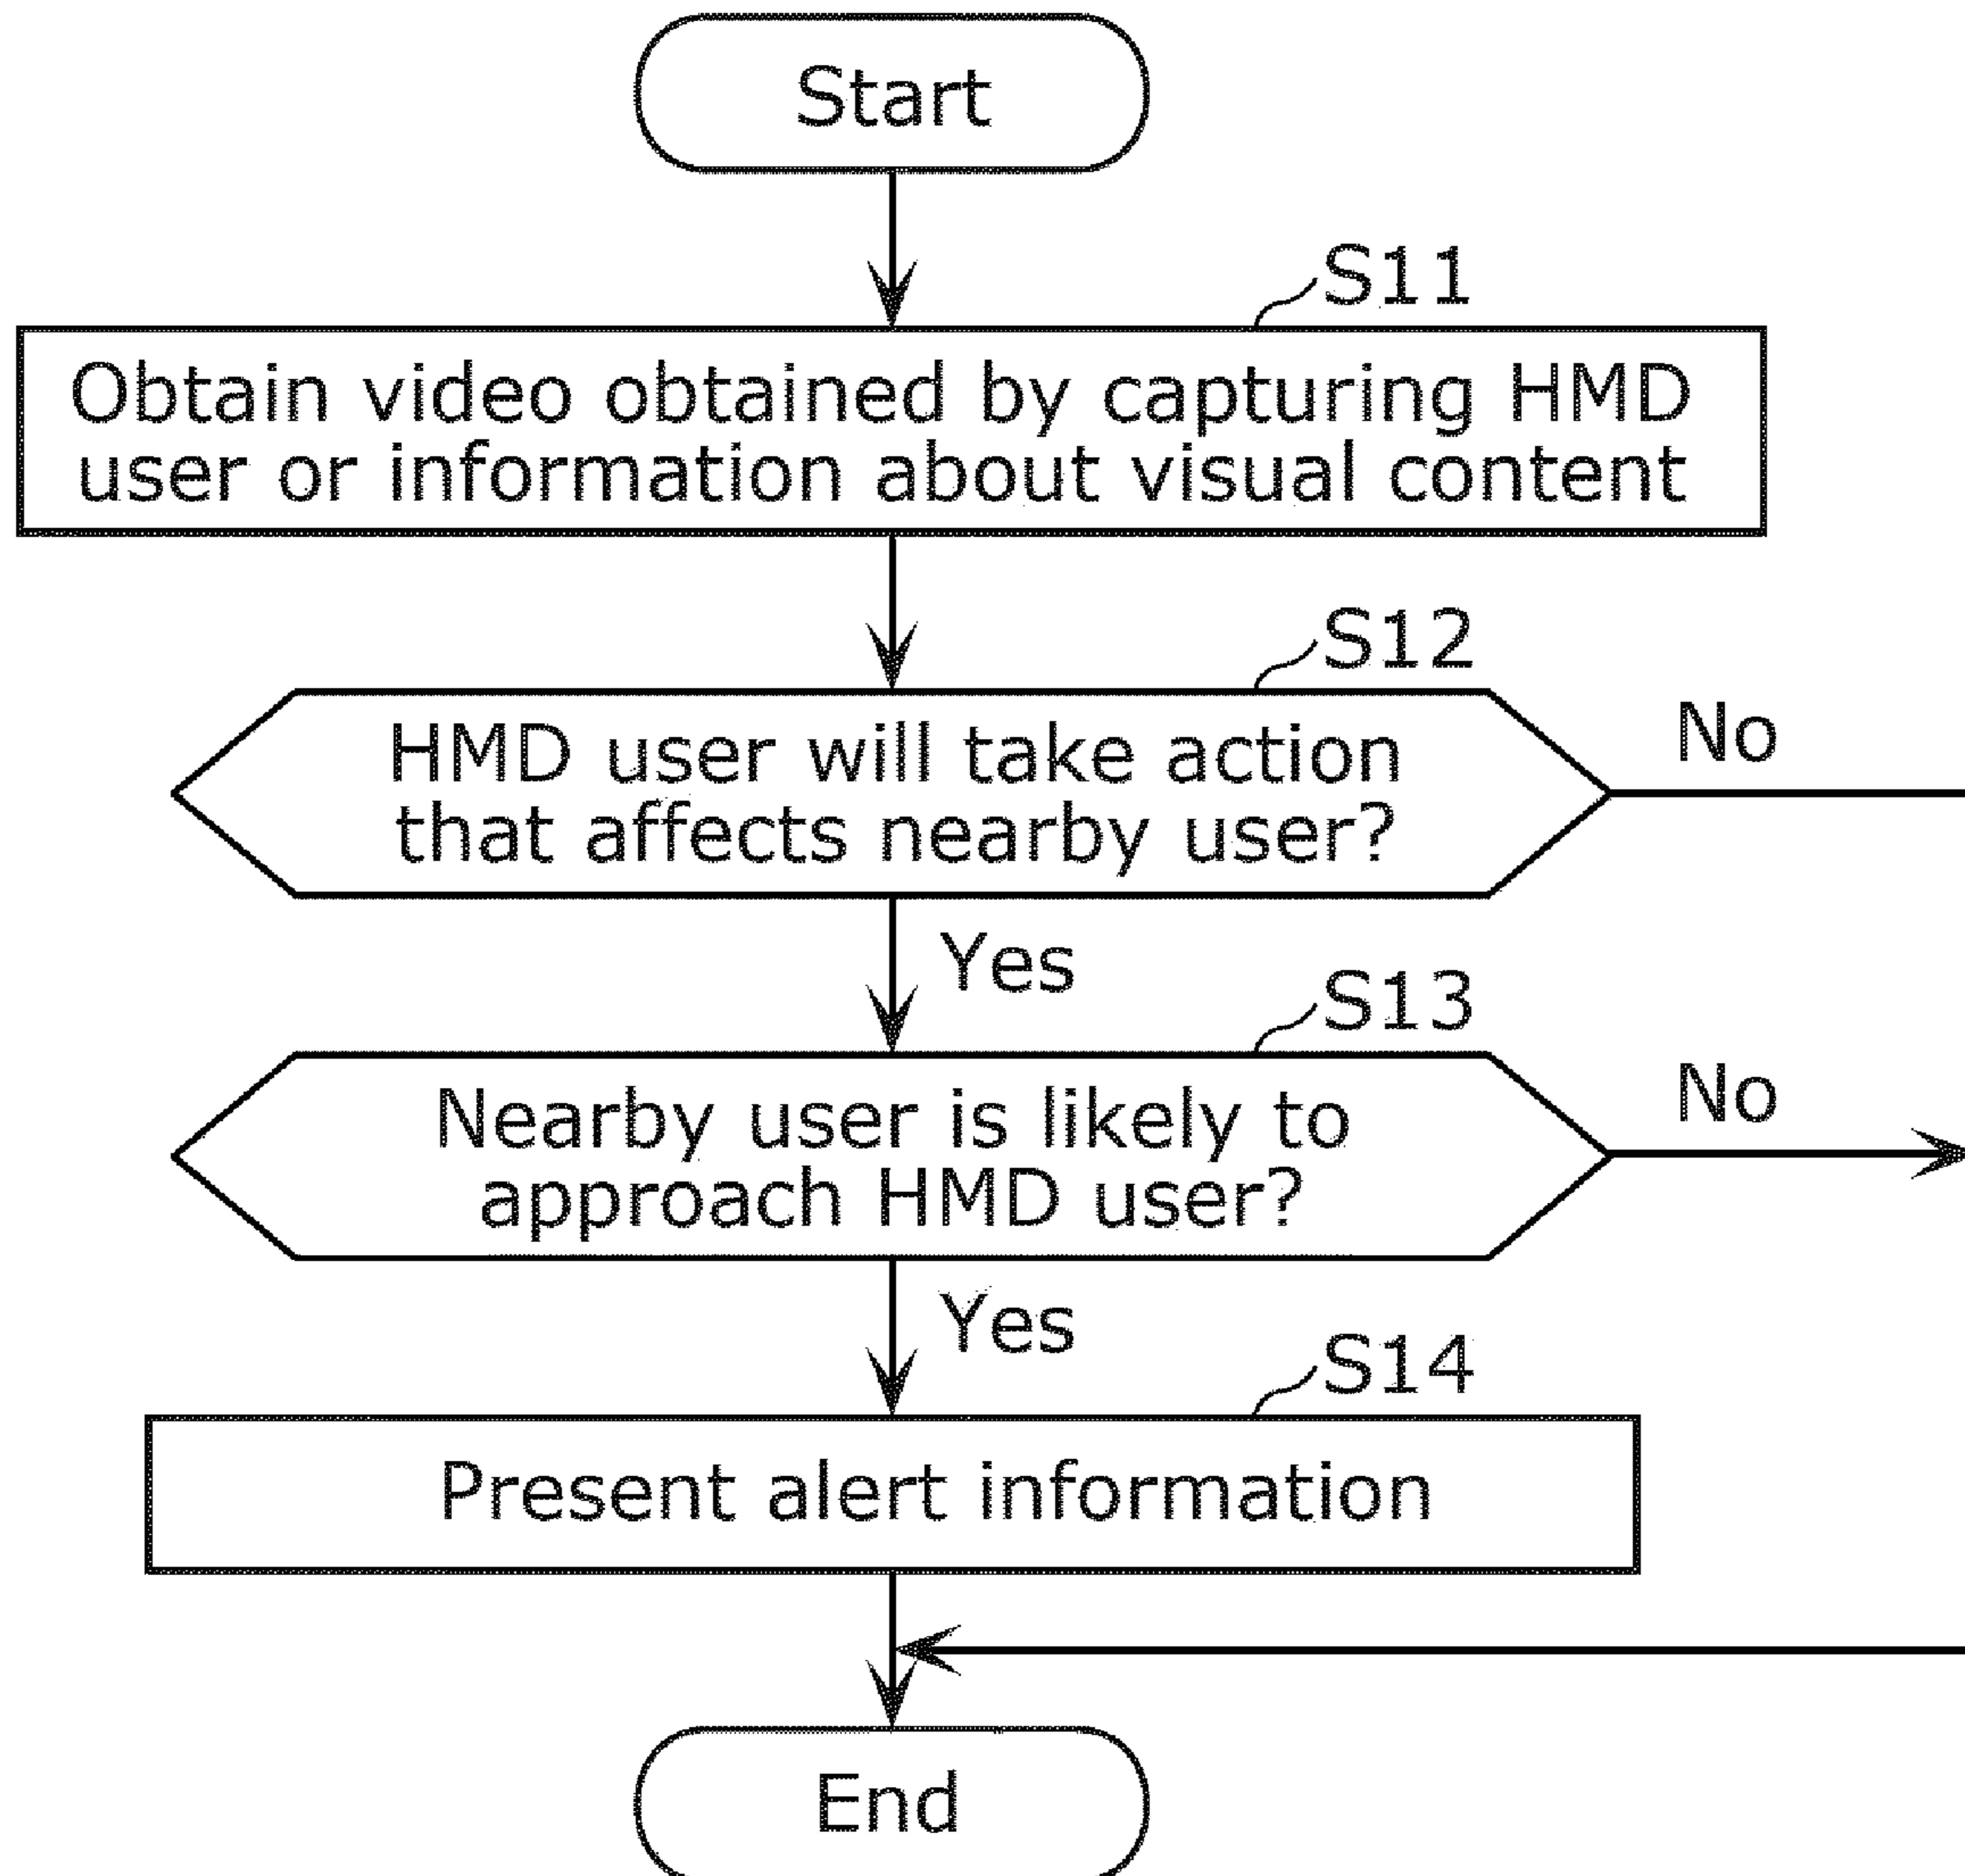 Start
S11
Obtain video obtained by capturing HMD
user or information about visual content
S12
HMD user will take action
that affects nearby user?
No
Yes
S13
Nearby user is likely to
approach HMD user?
No
Yes
S14
Present alert information
End